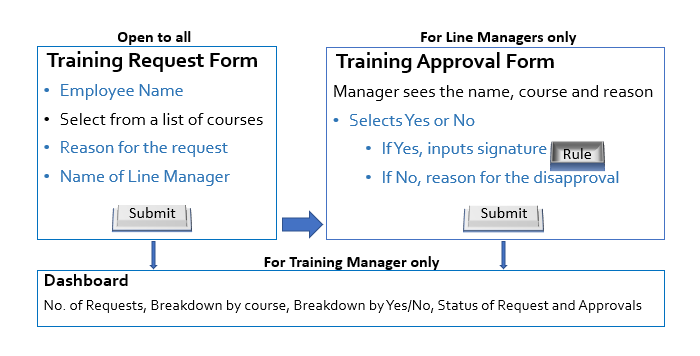 Open to all
Training Request Form
• Employee Name
• Select from a list of courses
• Reason for the request
• Name of Line Manager
Submit
For Line Managers only
Training Approval Form
Manager sees the name, course and reason
• Selects Yes or No
• If Yes, inputs signature
Rule
• If No, reason for the disapproval
Submit
For Training Manager only
Dashboard
No. of Requests, Breakdown by course, Breakdown by Yes/No, Status of Request and Approvals